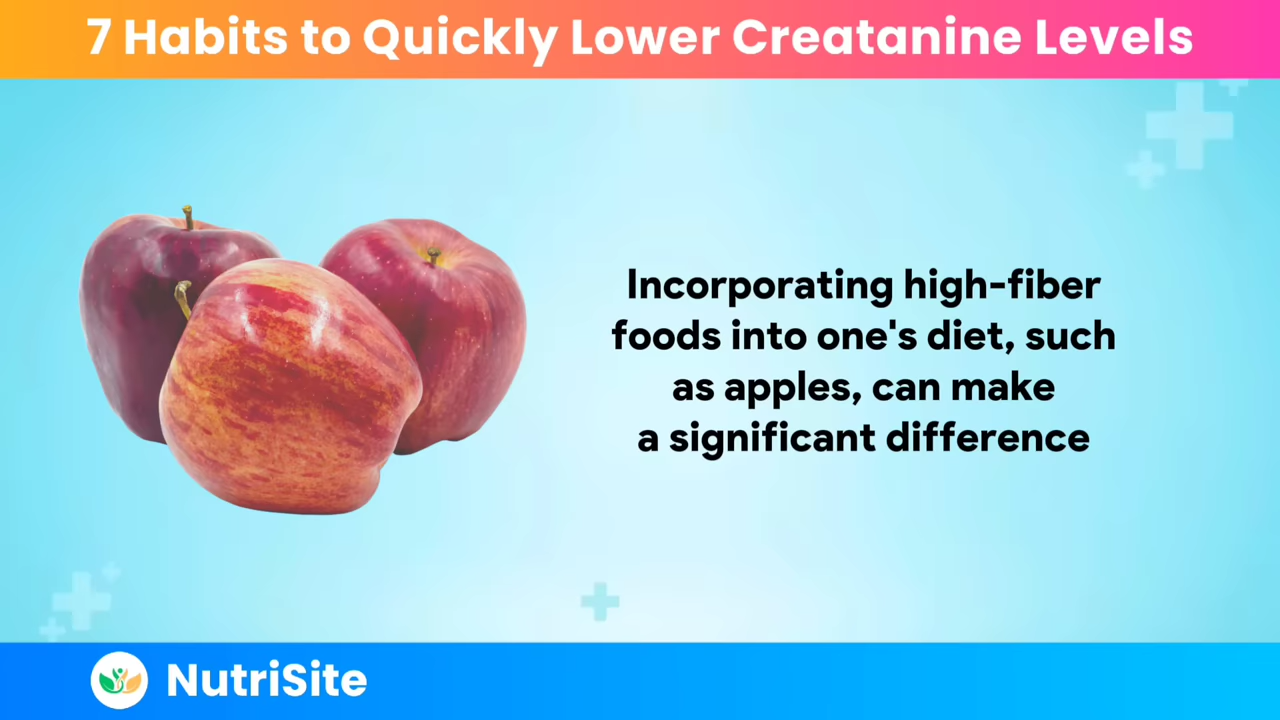 7 Habits to Quickly Lower Creatanine Levels
Incorporating high-fiber
foods into one's diet, such
as apples, can make
a significant difference
NutriSite